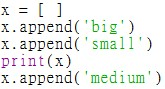 x = [ ]
x.append('big')
x.append('small')
print(x)
x.append('medium')